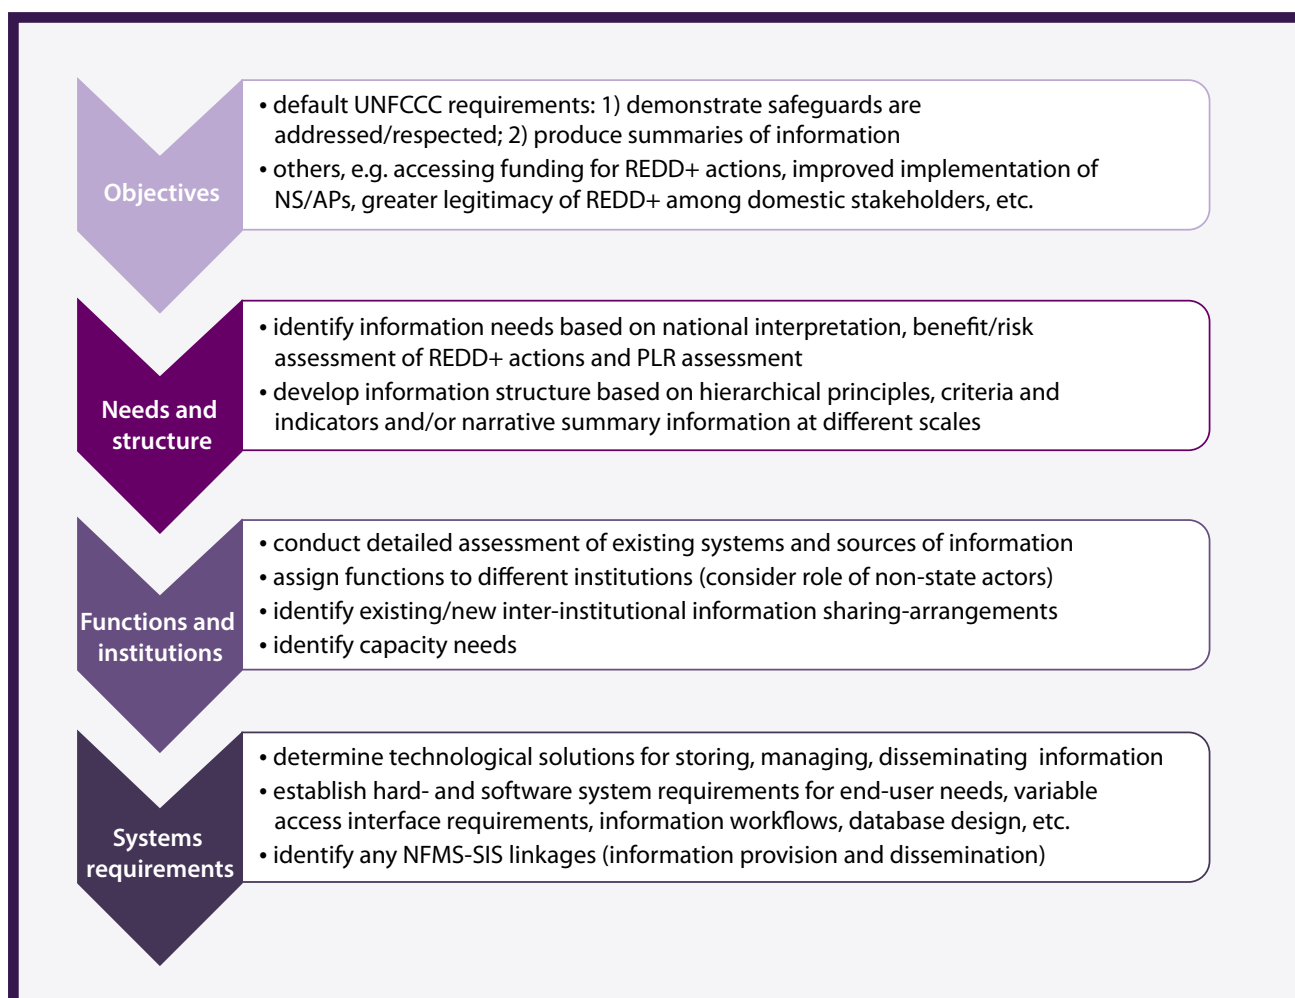 Objectives
• default UNFCCC requirements: 1) demonstrate safeguards are
addressed/respected; 2) produce summaries of information
• others, e.g. accessing funding for REDD+ actions, improved implementation of
NS/APs, greater legitimacy of REDD+ among domestic stakeholders, etc.
Needs and
structure
• identify information needs based on national interpretation, benefit/risk
assessment of REDD+ actions and PLR assessment
• develop information structure based on hierarchical principles, criteria and
indicators and/or narrative summary information at different scales
Functions and
institutions
• conduct detailed assessment of existing systems and sources of information
• assign functions to different institutions (consider role of non-state actors)
• identify existing/new inter-institutional information sharing-arrangements
• identify capacity needs
Systems
requirements
• determine technological solutions for storing, managing, disseminating information
• establish hard- and software system requirements for end-user needs, variable
access interface requirements, information workflows, database design, etc.
• identify any NFMS-SIS linkages (information provision and dissemination)